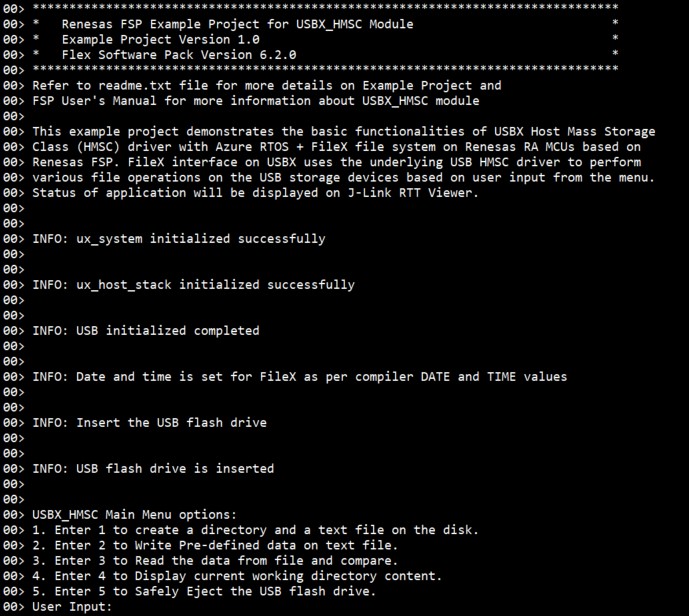 00> ********************************************************************************
00> *   Renesas FSP Example Project for USBX_HMSC Module                           *
00> *   Example Project Version 1.0                                                *
00> *   Flex Software Pack Version 6.2.0                                           *
00> ********************************************************************************
00> Refer to readme.txt file for more details on Example Project and
00> FSP User's Manual for more information about USBX_HMSC module
00>
00> This example project demonstrates the basic functionalities of USBX Host Mass Storage
00> Class (HMSC) driver with Azure RTOS + FileX file system on Renesas RA MCUs based on
00> Renesas FSP. FileX interface on USBX uses the underlying USB HMSC driver to perform
00> various file operations on the USB storage devices based on user input from the menu.
00> Status of application will be displayed on J-Link RTT Viewer.
00>
00>
00> INFO: ux_system initialized successfully
00>
00>
00> INFO: ux_host_stack initialized successfully
00>
00>
00> INFO: USB initialized completed
00>
00>
00> INFO: Date and time is set for FileX as per compiler DATE and TIME values
00>
00>
00> INFO: Insert the USB flash drive
00>
00>
00> INFO: USB flash drive is inserted
00>
00>
00> USBX_HMSC Main Menu options:
00> 1. Enter 1 to create a directory and a text file on the disk.
00> 2. Enter 2 to Write Pre-defined data on text file.
00> 3. Enter 3 to Read the data from file and compare.
00> 4. Enter 4 to Display current working directory content.
00> 5. Enter 5 to Safely Eject the USB flash drive.
00> User Input: